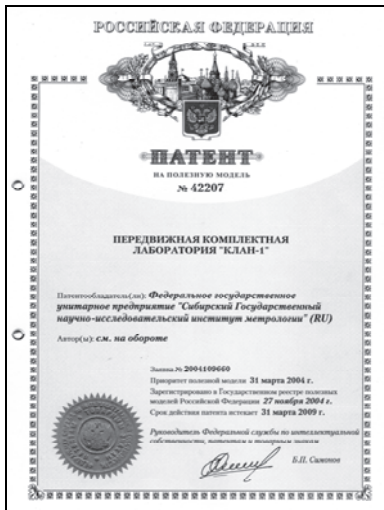 РОССИЙСКАЯ ФЕДЕРАЦИЯ
ПАТЕНТ
НА ПОЛЕЗНУЮ МОДЕЛЬ
№ 42207
ПЕРЕДВИЖНАЯ КОМПЛЕКТНАЯ
ЛАБОРАТОРИЯ "КЛАН-1"
Патентообладатель(ли): Федеральное государственное
унитарное предприятие "Сибирский Государственный
научно-исследовательский институт метрологии" (RU)
Автор(ы): см. на обороте
Заявка № 2004109660
Приоритет полезной модели 31 марта 2004 г.
Зарегистрировано в Государственном реестре полезных
моделей Российской Федерации 27 ноября 2004 г.
Срок действия патента истекает 31 марта 2009 г.
Руководитель Федеральной службы по интеллектуальной
собственности, патентам и товарным знакам
Б.П. Симонов